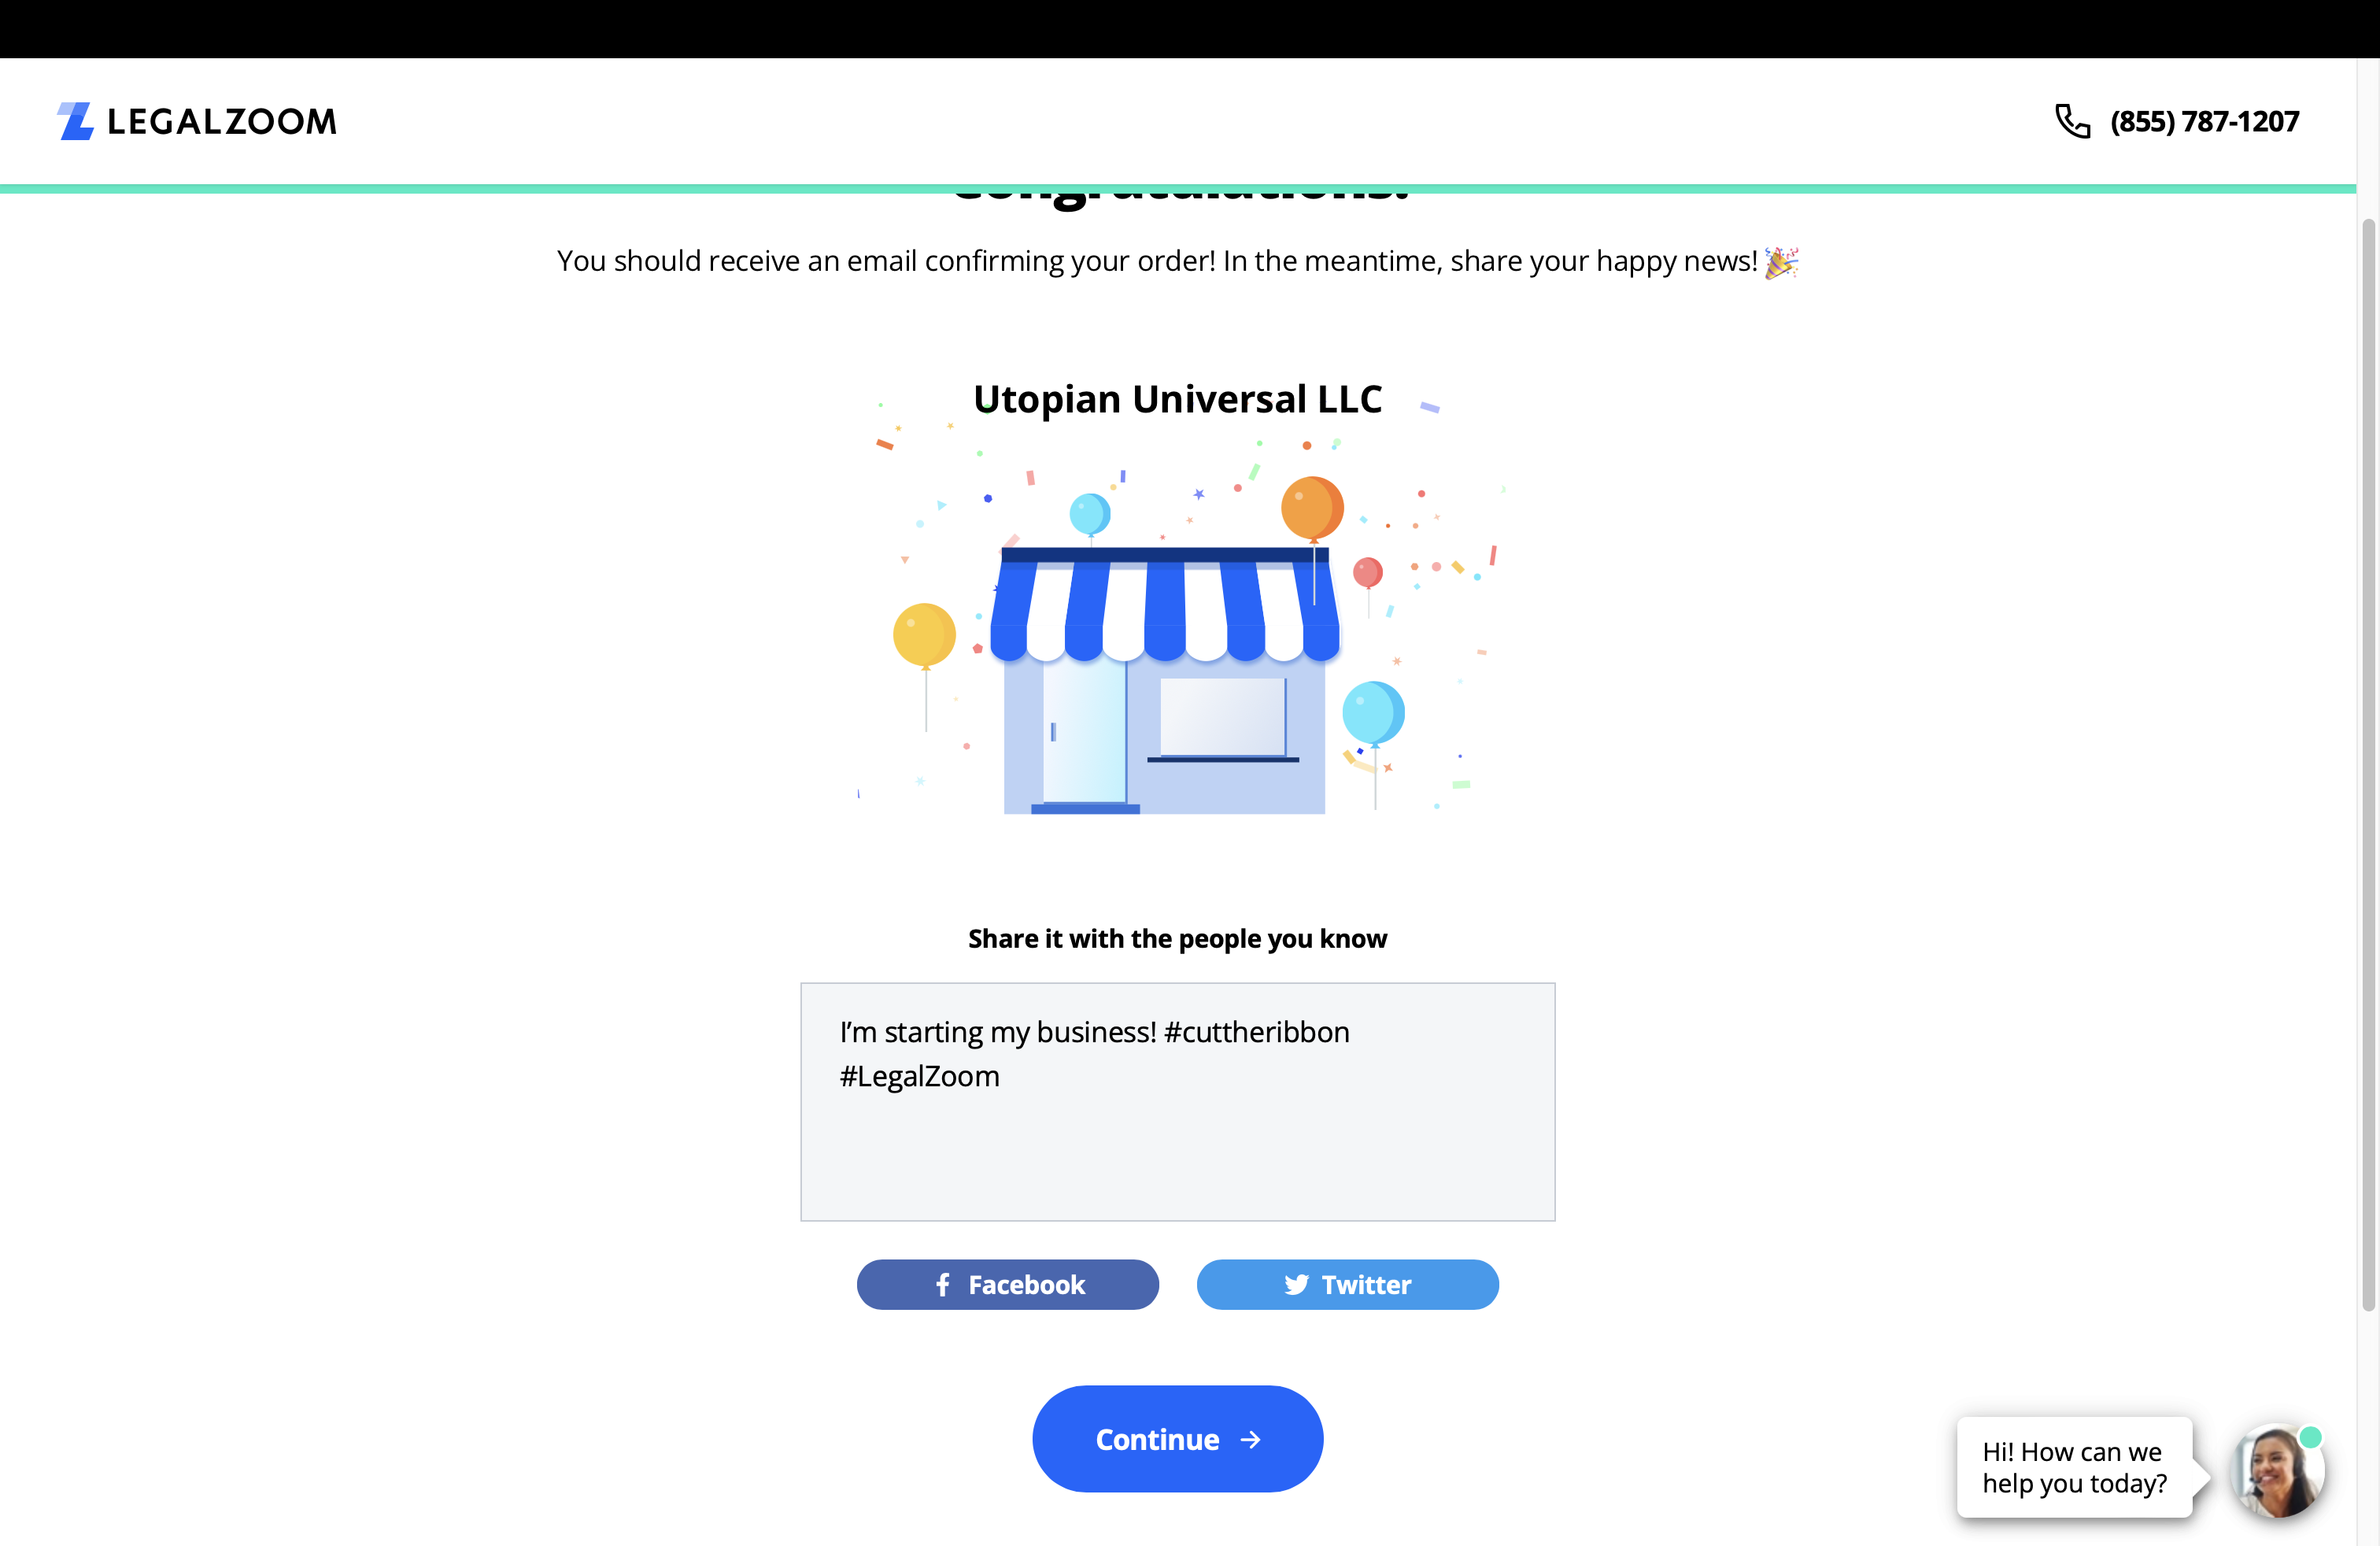 LEGALZOOM
(855) 787-1207
Congratulations!
You should receive an email confirming your order! In the meantime, share your happy news!
Utopian Universal LLC
Share it with the people you know
I’m starting my business! #cuttheribbon
#LegalZoom
Facebook
Twitter
Continue
Hi! How can we
help you today?